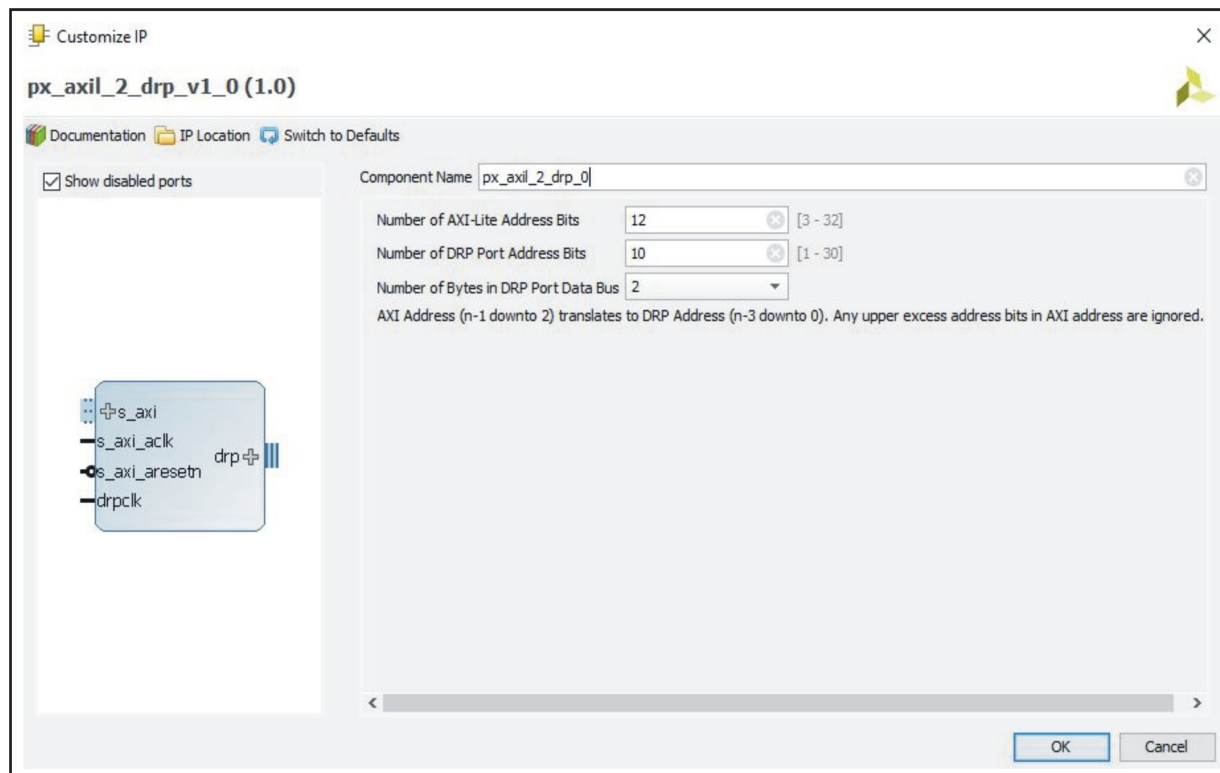 Customize IP
px_axil_2_drp_v1_0 (1.0)
Documentation IP Location Switch to Defaults
Show disabled ports
Component Name px_axil_2_drp_0
Number of AXI-Lite Address Bits 12 [3 - 32]
Number of DRP Port Address Bits 10 [1 - 30]
Number of Bytes in DRP Port Data Bus 2
AXI Address (n-1 downto 2) translates to DRP Address (n-3 downto 0). Any upper excess address bits in AXI address are ignored.
s_axi
s_axi_aclk
s_axi_aresetn
drpclk
drp
OK Cancel